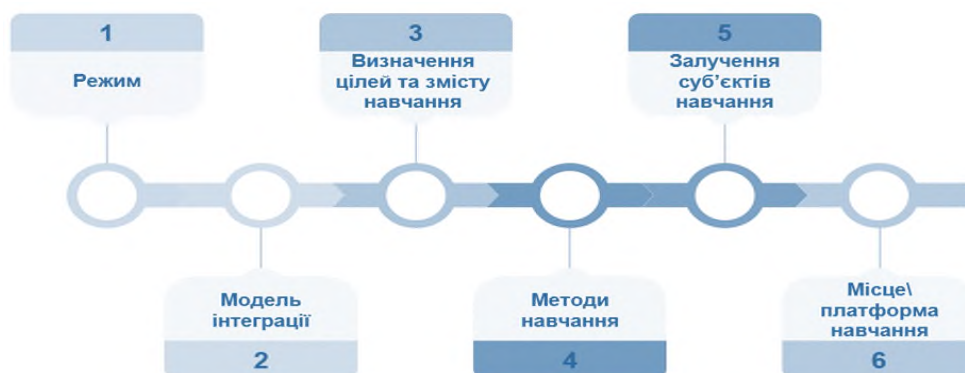 1
Режим
3
Визначення
цілей та змісту
навчання
5
Залучення
суб’єктів
навчання
Модель
інтеграції
2
Методи
навчання
4
Місце\
платформа
навчання
6